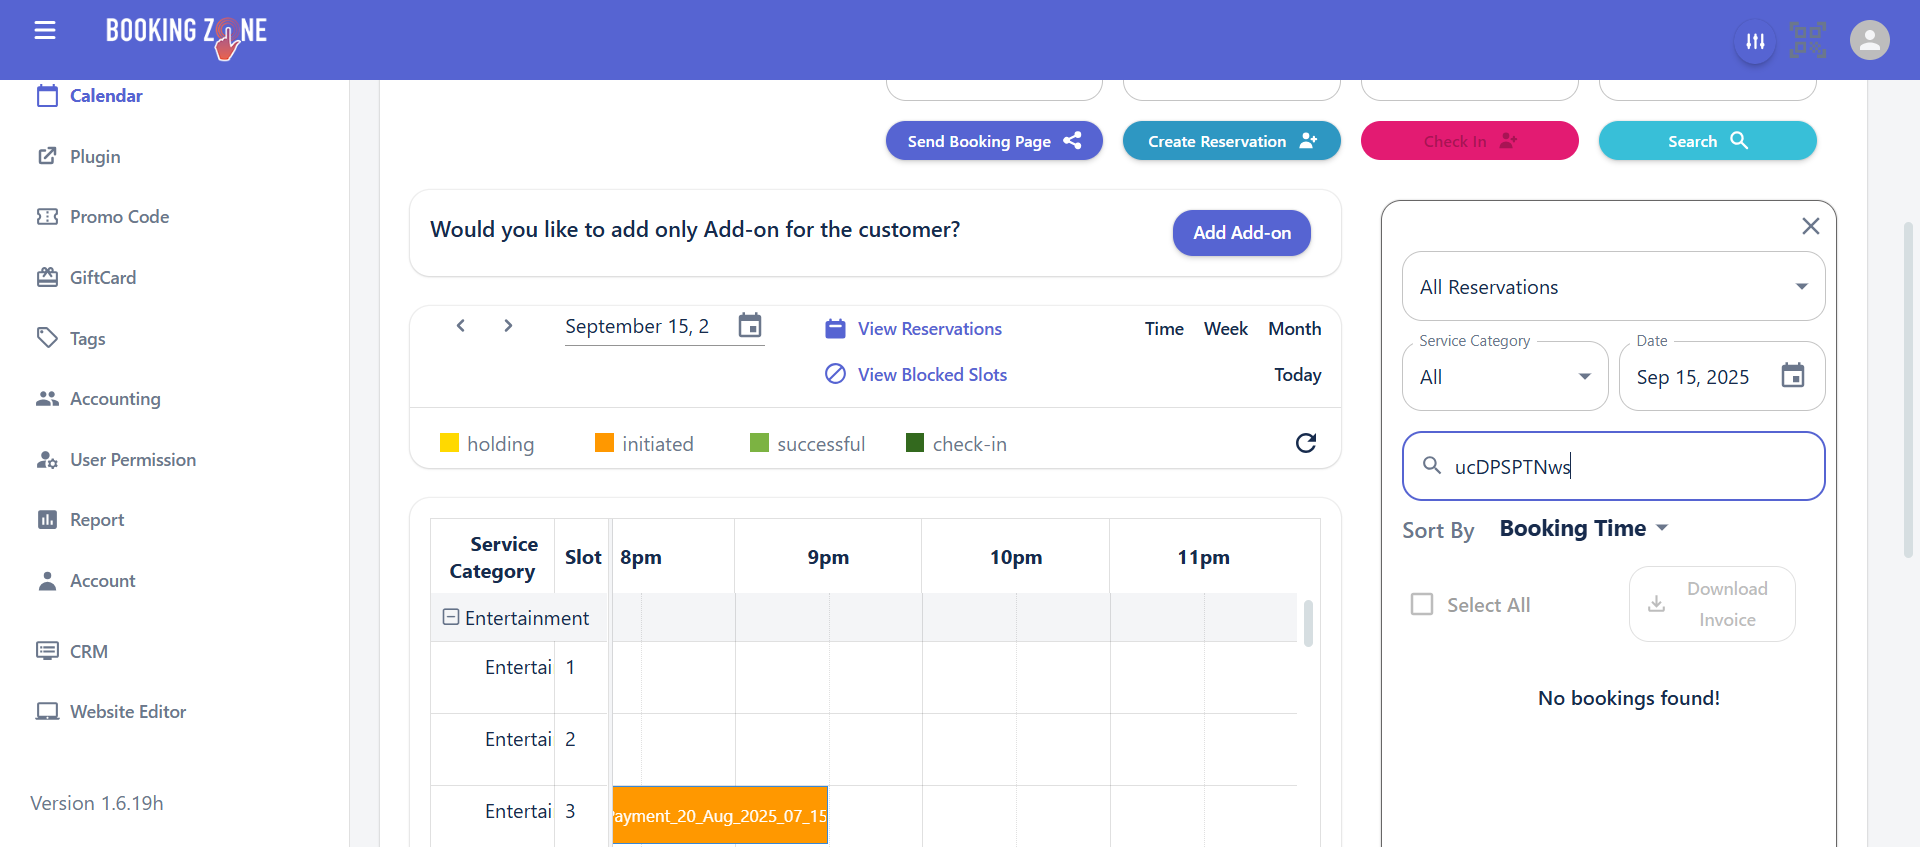 BOOKING ZONE
Calendar
Plugin
Promo Code
GiftCard
Tags
Accounting
User Permission
Report
Account
CRM
Website Editor
Version 1.6.19h
Send Booking Page
Create Reservation
Check In
Search
Would you like to add only Add-on for the customer?
Add Add-on
September 15, 2
View Reservations
View Blocked Slots
Time Week Month
Today
holding initiated successful check-in
Service Category Slot 8pm 9pm 10pm 11pm
Entertainment
Entertai 1
Entertai 2
Entertai 3
ayment_20_Aug_2025_07_15
All Reservations
Service Category
All
Date
Sep 15, 2025
ucDPSPTNws
Sort By Booking Time
Select All
Download
Invoice
No bookings found!